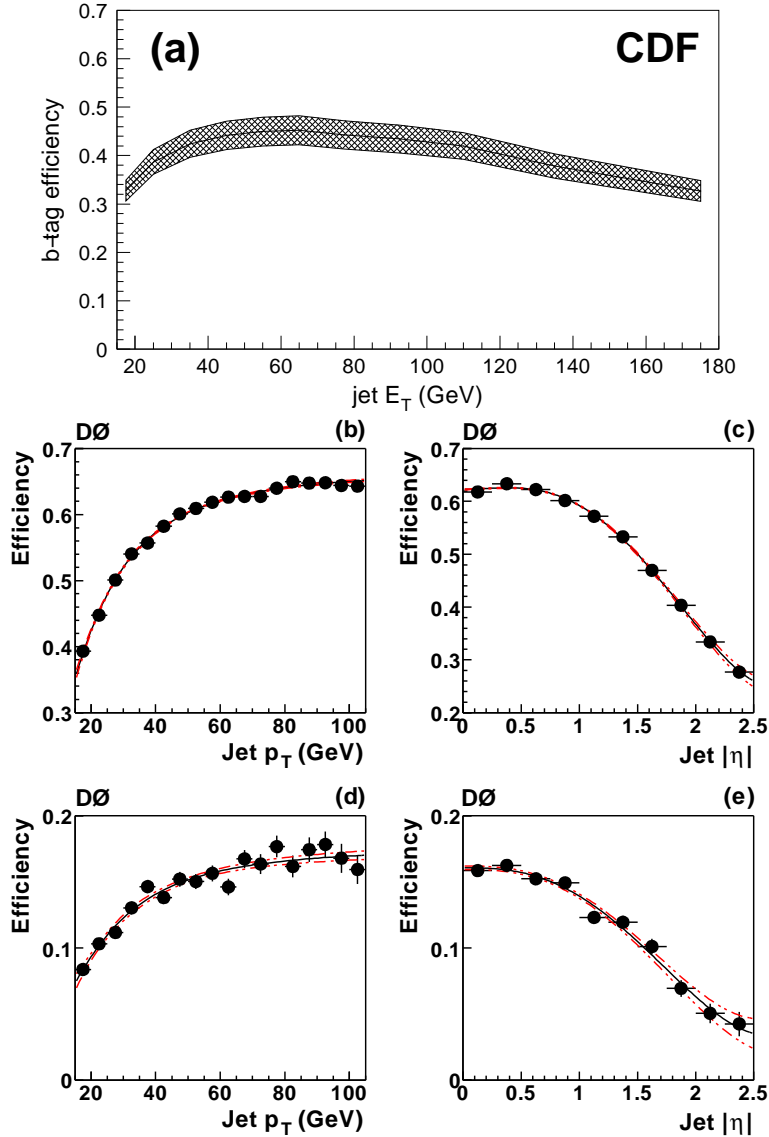 (a)
CDF
b-tag efficiency
0.7
0.6
0.5
0.4
0.3
0.2
0.1
0
20 40 60 80 100 120 140 160 180
jet E_T (GeV)
DØ (b)
Efficiency
0.7
0.6
0.5
0.4
0.3
20 40 60 80 100
Jet p_T (GeV)
DØ (c)
Efficiency
0.7
0.6
0.5
0.4
0.3
0.2
0 0.5 1 1.5 2 2.5
Jet |η|
DØ (d)
Efficiency
0.2
0.1
0
20 40 60 80 100
Jet p_T (GeV)
DØ (e)
Efficiency
0.2
0.1
0
0 0.5 1 1.5 2 2.5
Jet |η|